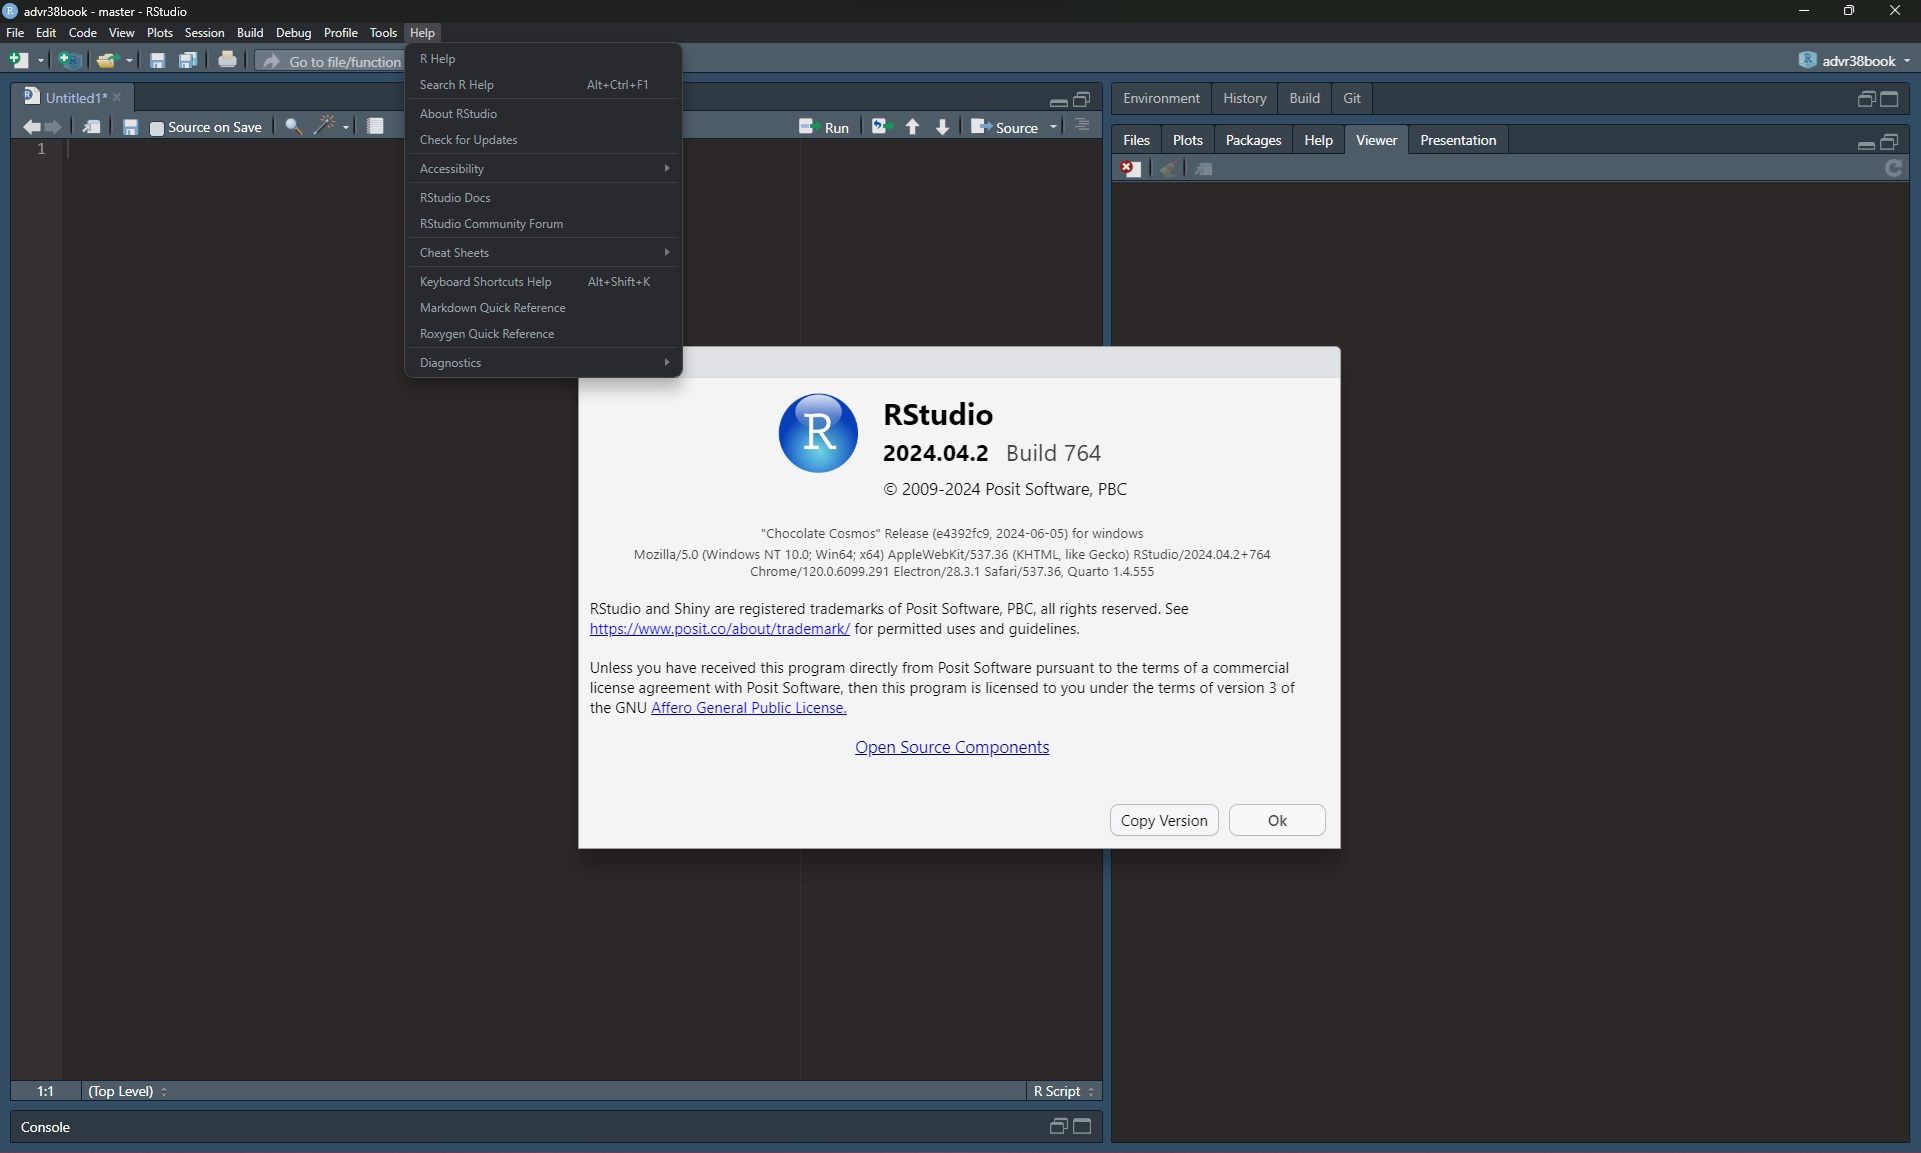 advr38book - master - RStudio
File Edit Code View Plots Session Build Debug Profile Tools Help
Go to file/function
advr38book
Untitled1*
Source on Save
Run
Source
1
1:1
(Top Level)
R Script
Console
R Help
Search R Help Alt+Ctrl+F1
About RStudio
Check for Updates
Accessibility
RStudio Docs
RStudio Community Forum
Cheat Sheets
Keyboard Shortcuts Help Alt+Shift+K
Markdown Quick Reference
Roxygen Quick Reference
Diagnostics
Environment History Build Git
Files Plots Packages Help Viewer Presentation
R
RStudio
2024.04.2 Build 764
© 2009-2024 Posit Software, PBC
"Chocolate Cosmos" Release (e4392fc9, 2024-06-05) for windows
Mozilla/5.0 (Windows NT 10.0; Win64; x64) AppleWebKit/537.36 (KHTML, like Gecko) RStudio/2024.04.2+764
Chrome/120.0.6099.291 Electron/28.3.1 Safari/537.36, Quarto 1.4.555
RStudio and Shiny are registered trademarks of Posit Software, PBC, all rights reserved. See
https://www.posit.co/about/trademark/ for permitted uses and guidelines.
Unless you have received this program directly from Posit Software pursuant to the terms of a commercial
license agreement with Posit Software, then this program is licensed to you under the terms of version 3 of
the GNU Affero General Public License.
Open Source Components
Copy Version
Ok